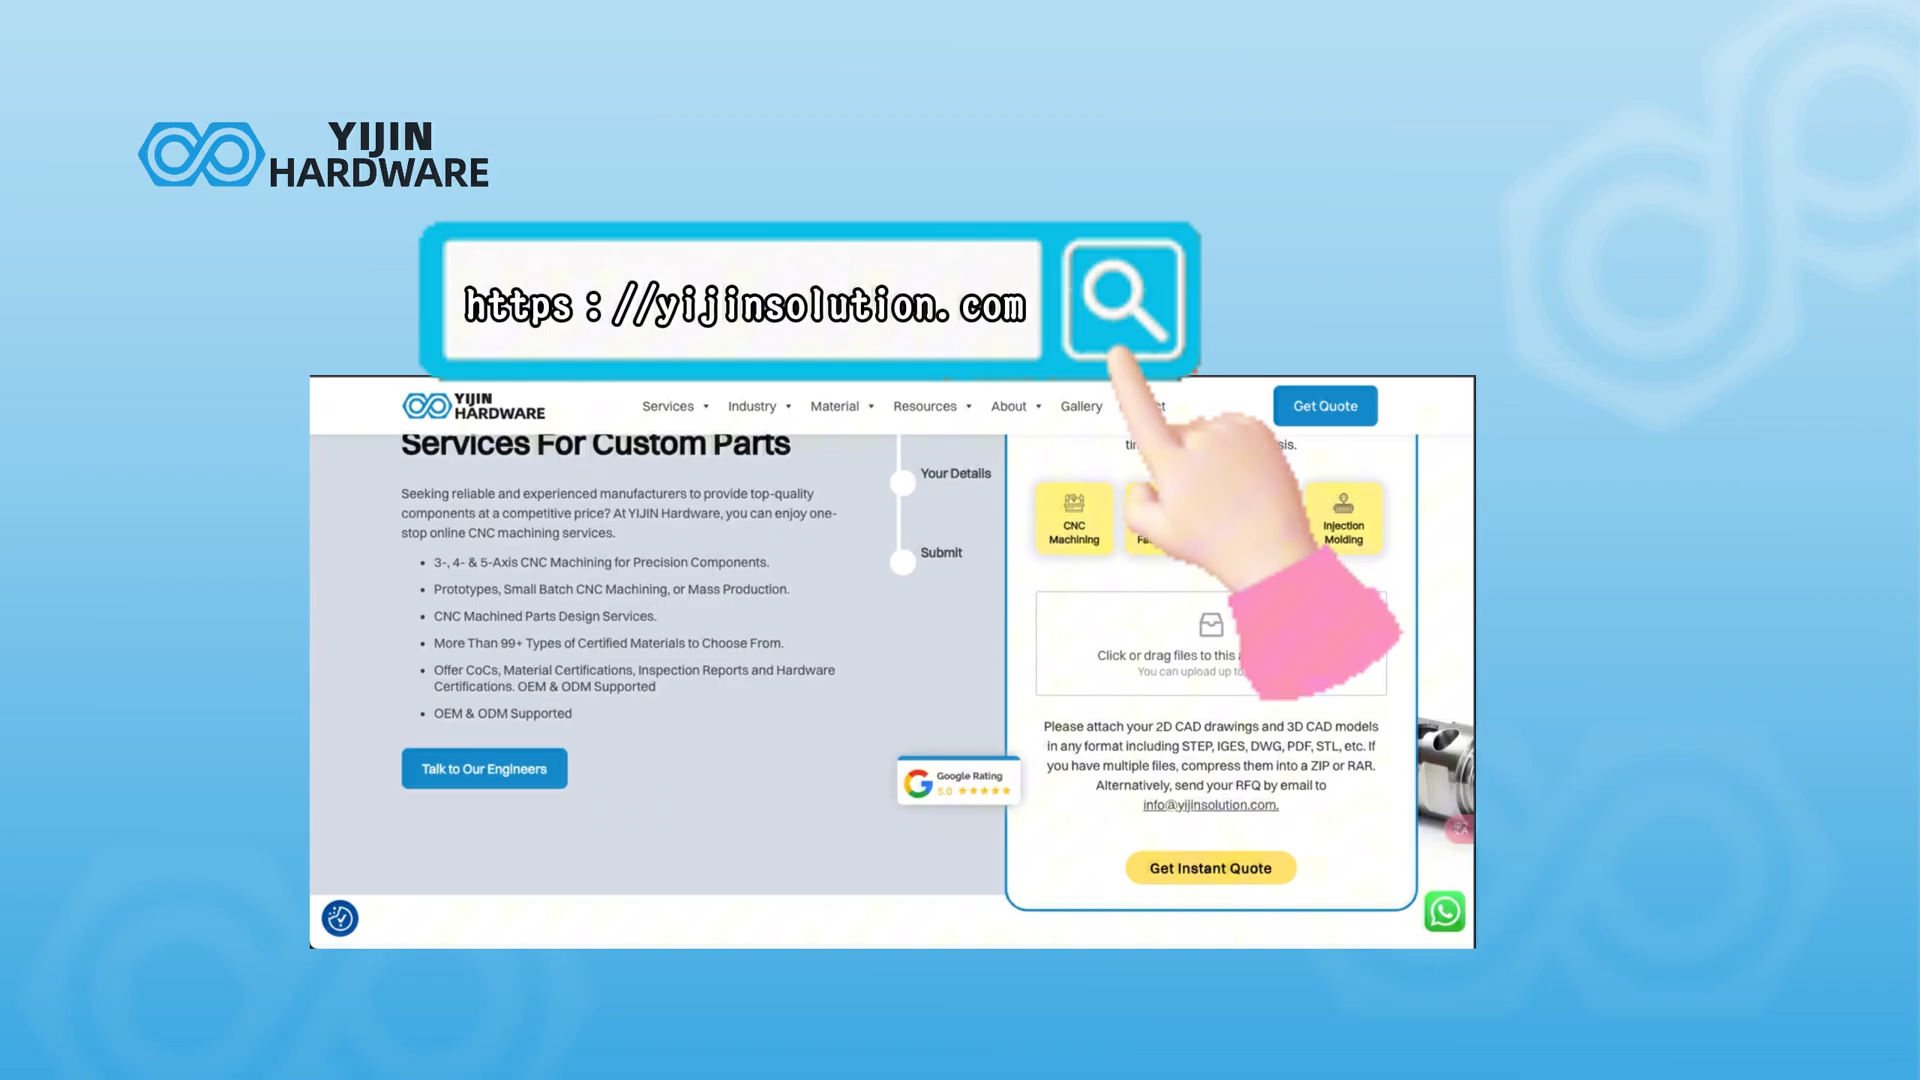 YIJIN
HARDWARE
https://yijinsolution.com
YIJIN
HARDWARE
Services
Industry
Material
Resources
About
Gallery
Get Quote
Services For Custom Parts
Seeking reliable and experienced manufacturers to provide top-quality
components at a competitive price? At YIJIN Hardware, you can enjoy one-
stop online CNC machining services.
• 3-, 4- & 5-Axis CNC Machining for Precision Components.
• Prototypes, Small Batch CNC Machining, or Mass Production.
• CNC Machined Parts Design Services.
• More Than 99+ Types of Certified Materials to Choose From.
• Offer CoCs, Material Certifications, Inspection Reports and Hardware
Certifications. OEM & ODM Supported
• OEM & ODM Supported
Talk to Our Engineers
Your Details
Submit
Google Rating
5.0
CNC
Machining
Injection
Molding
Click or drag files to this
You can upload up to
Please attach your 2D CAD drawings and 3D CAD models
in any format including STEP, IGES, DWG, PDF, STL, etc. If
you have multiple files, compress them into a ZIP or RAR.
Alternatively, send your RFQ by email to
info@yijinsolution.com.
Get Instant Quote